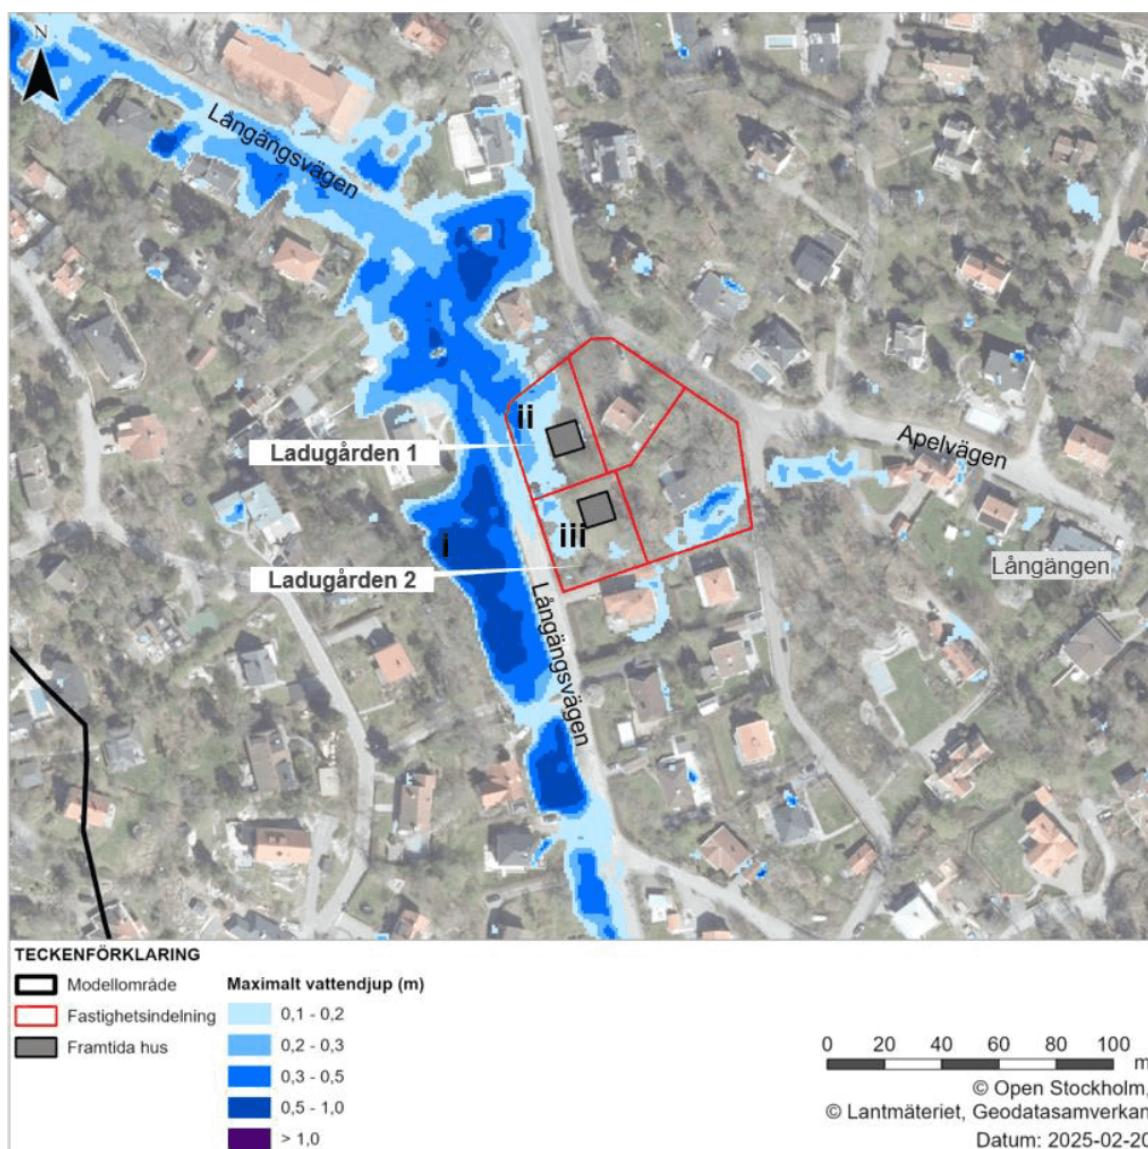 N
Långängsvägen
ii
Ladugården 1
Apelvägen
i
iii
Långängen
Ladugården 2
Långängsvägen
TECKENFÖRKLARING
Modellområde
Fastighetsindelning
Framtida hus
Maximalt vattendjup (m)
0,1 - 0,2
0,2 - 0,3
0,3 - 0,5
0,5 - 1,0
> 1,0
0 20 40 60 80 100
m
© Open Stockholm,
© Lantmäteriet, Geodatasamverkan
Datum: 2025-02-20